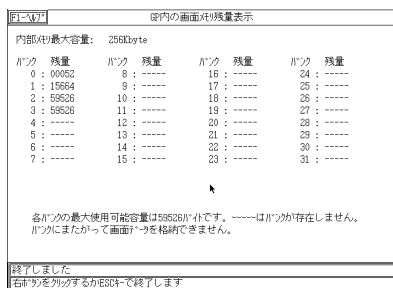 F1-ﾍﾙﾌﾟ GP内の画面ﾒﾓﾘ残量表示
内部ﾒﾓﾘ最大容量: 256Kbyte
ﾊﾞﾝｸ 残量 ﾊﾞﾝｸ 残量 ﾊﾞﾝｸ 残量 ﾊﾞﾝｸ 残量
0 : 00052 8 : ----- 16 : ----- 24 : -----
1 : 15664 9 : ----- 17 : ----- 25 : -----
2 : 59526 10 : ----- 18 : ----- 26 : -----
3 : 59526 11 : ----- 19 : ----- 27 : -----
4 : ----- 12 : ----- 20 : ----- 28 : -----
5 : ----- 13 : ----- 21 : ----- 29 : -----
6 : ----- 14 : ----- 22 : ----- 30 : -----
7 : ----- 15 : ----- 23 : ----- 31 : -----
各ﾊﾞﾝｸの最大使用可能容量は59526ﾊﾞｲﾄです。-----はﾊﾞﾝｸが存在しません。
ﾊﾞﾝｸにまたがって画面ﾃﾞｰﾀを格納できません。
終了しました
右ﾎﾞﾀﾝをｸﾘｯｸするかESCｷｰで終了します